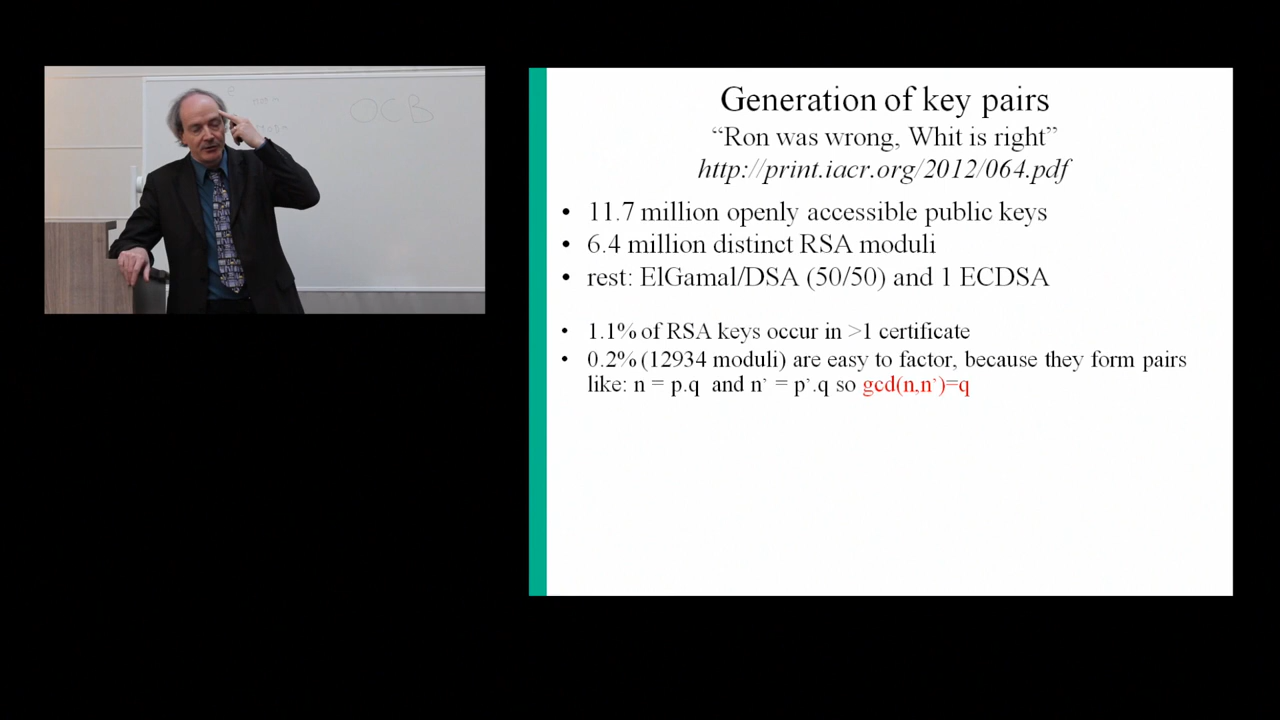 OCB
Generation of key pairs
“Ron was wrong, Whit is right”
http://print.iacr.org/2012/064.pdf
• 11.7 million openly accessible public keys
• 6.4 million distinct RSA moduli
• rest: ElGamal/DSA (50/50) and 1 ECDSA
• 1.1% of RSA keys occur in >1 certificate
• 0.2% (12934 moduli) are easy to factor, because they form pairs
like: n = p.q and n’ = p’.q so gcd(n,n’)=q